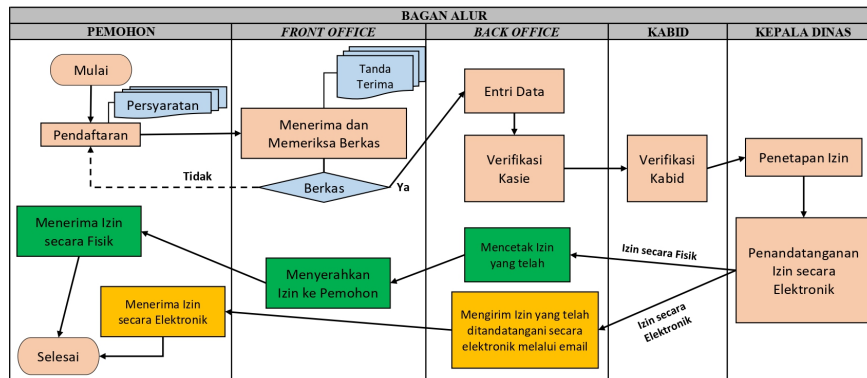 BAGAN ALUR
PEMOHON
FRONT OFFICE
BACK OFFICE
KABID
KEPALA DINAS
Mulai
Persyaratan
Pendaftaran
Tanda
Terima
Menerima dan
Memeriksa Berkas
Berkas
Tidak
Ya
Entri Data
Verifikasi
Kasie
Verifikasi
Kabid
Penetapan Izin
Penandatanganan
Izin secara
Elektronik
Izin secara Fisik
Izin secara
Elektronik
Mencetak Izin
yang telah
Mengirim Izin yang telah
ditandatangani secara
elektronik melalui email
Menyerahkan
Izin ke Pemohon
Menerima Izin
secara Fisik
Menerima Izin
secara Elektronik
Selesai